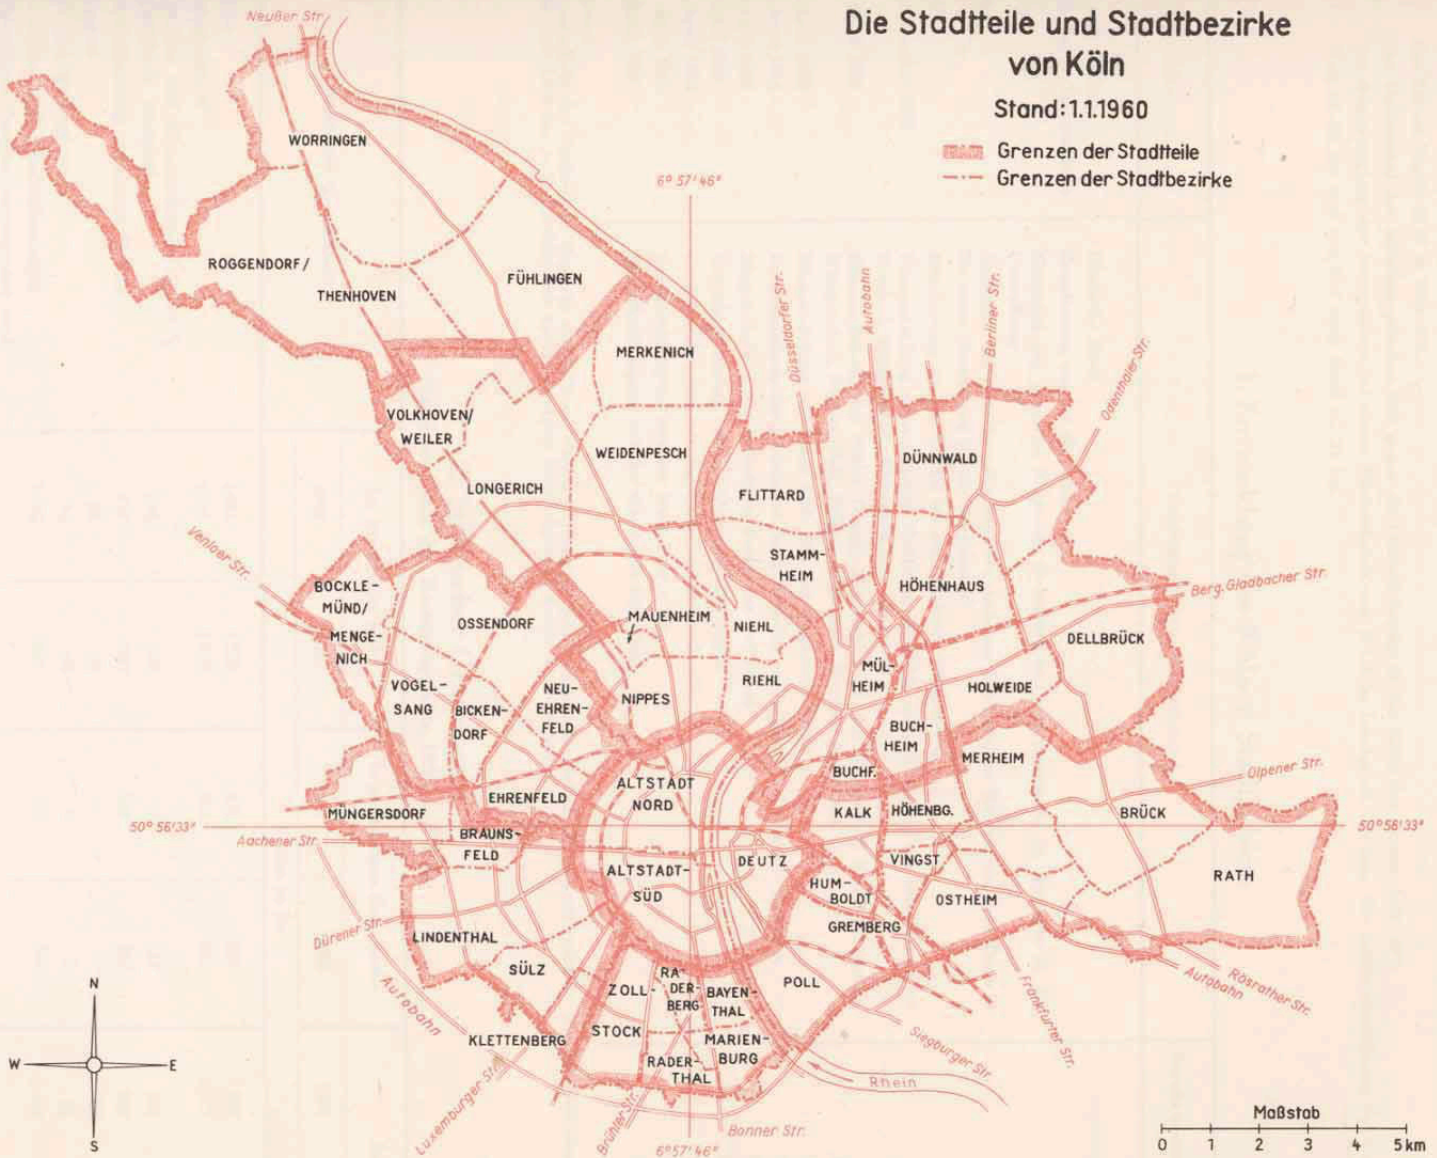 Die Stadtteile und Stadtbezirke
von Köln
Stand: 1.1.1960
Grenzen der Stadtteile
Grenzen der Stadtbezirke
Neußer Str.
WORRINGEN
6° 57' 46"
ROGGENDORF/
THENHOVEN
FÜHLINGEN
Düsseldorfer Str.
Autobahn
Berliner Str.
Odenthaler Str.
MERKENICH
VOLKHOVEN/
WEILER
WEIDENPESCH
DÜNNWALD
LONGERICH
FLITTARD
Venloer Str.
STAMM-
HEIM
BOCKLE-
MÜND/
MENGE-
NICH
OSSENDORF
MAUENHEIM
NIEHL
HÖHENHAUS
Berg. Gladbacher Str.
DELLBRÜCK
VOGEL-
SANG
BICKEN-
DORF
NEU-
EHREN-
FELD
NIPPES
RIEHL
MÜL-
HEIM
HOLWEIDE
BUCH-
HEIM
BUCHF.
MERHEIM
Olpener Str.
ALTSTADT
NORD
EHRENFELD
MÜNGERSDORF
KALK
HÖHENBG.
BRÜCK
50° 56' 33"
50° 56' 33"
Aachener Str.
BRAUNS-
FELD
ALTSTADT-
SÜD
DEUTZ
VINGST
HUM-
BOLDT
GREMBERG
OSTHEIM
RATH
Dürener Str.
LINDENTHAL
SÜLZ
Autobahn
ZOLL-
STOCK
RA-
DER-
BERG
BAYEN-
THAL
POLL
Autobahn
Rösrather Str.
Frankfurter Str.
Siegburger Str
KLETTENBERG
RADER-
THAL
MARIEN-
BURG
Rhein
Luxemburger Str.
Brühler Str.
Bonner Str.
6° 57' 46"
N
W
E
S
Maßstab
0 1 2 3 4 5 km